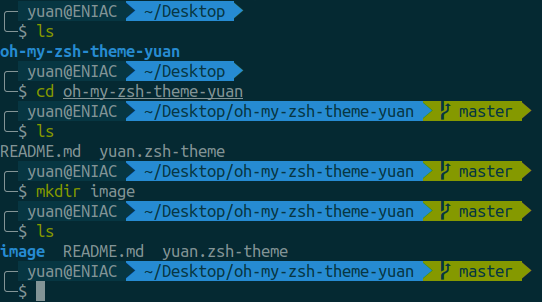 yuan@ENIAC ~/Desktop
$ ls
oh-my-zsh-theme-yuan
yuan@ENIAC ~/Desktop
$ cd oh-my-zsh-theme-yuan
yuan@ENIAC ~/Desktop/oh-my-zsh-theme-yuan master
$ ls
README.md yuan.zsh-theme
yuan@ENIAC ~/Desktop/oh-my-zsh-theme-yuan master
$ mkdir image
yuan@ENIAC ~/Desktop/oh-my-zsh-theme-yuan master
$ ls
image README.md yuan.zsh-theme
yuan@ENIAC ~/Desktop/oh-my-zsh-theme-yuan master
$